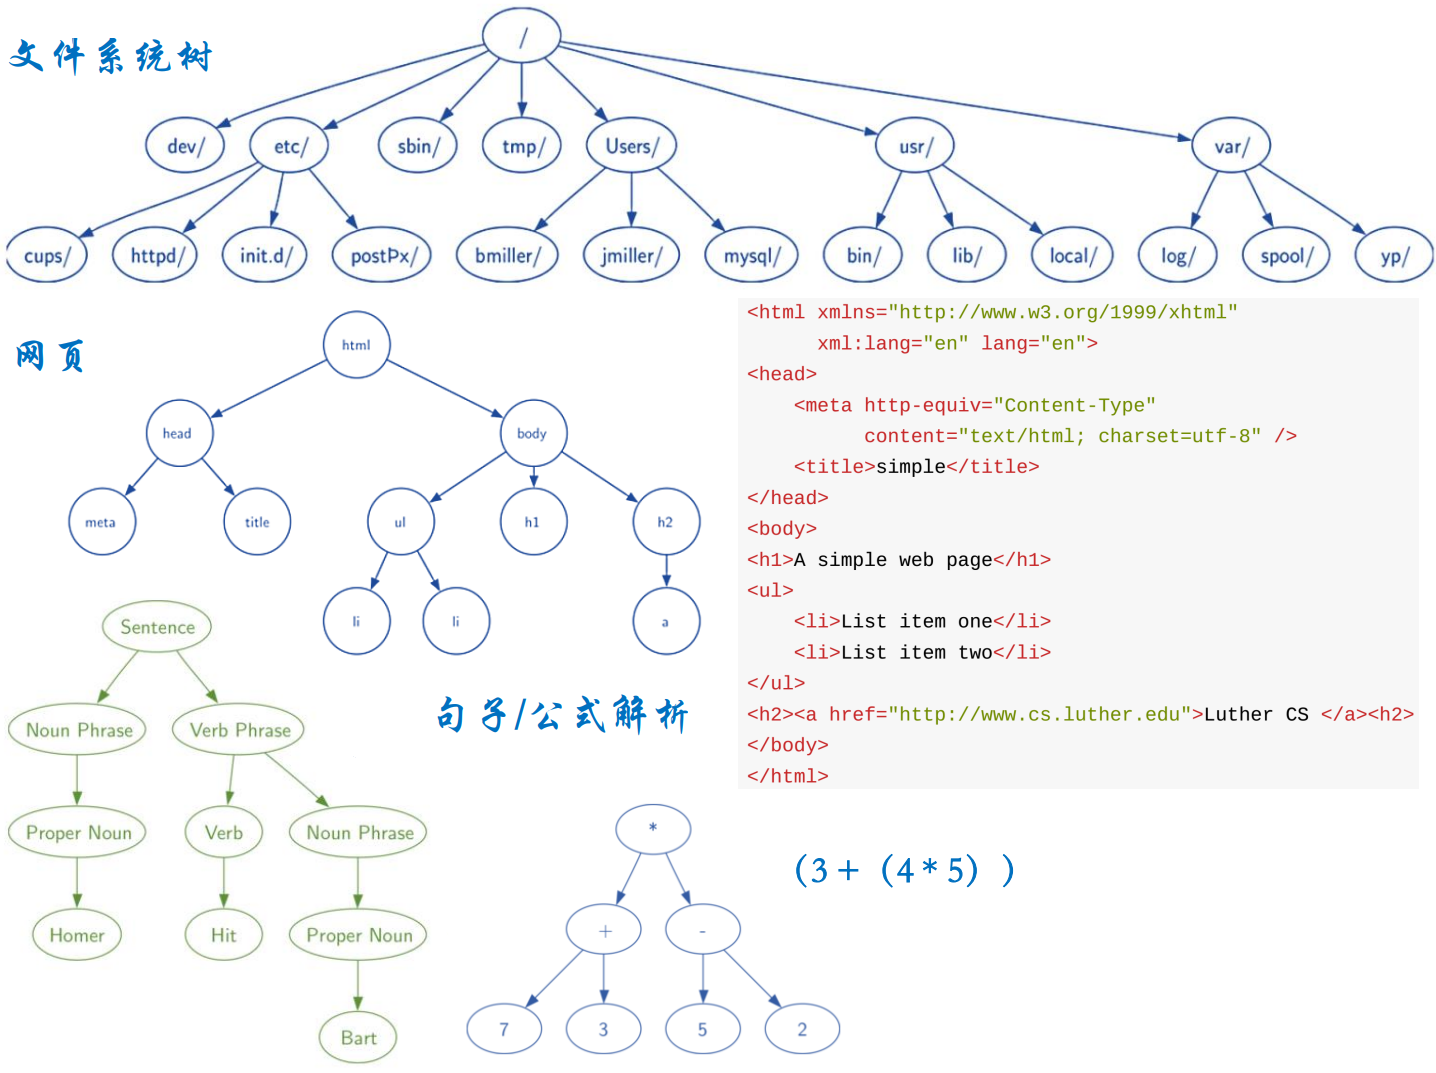 文件系统树
/
dev/ etc/ sbin/ tmp/ Users/ usr/ var/
cups/ httpd/ init.d/ postPx/ bmiller/ jmiller/ mysql/ bin/ lib/ local/ log/ spool/ yp/
网页
html
head body
meta title ul h1 h2
li li a
<html xmlns="http://www.w3.org/1999/xhtml"
xml:lang="en" lang="en">
<head>
<meta http-equiv="Content-Type"
content="text/html; charset=utf-8" />
<title>simple</title>
</head>
<body>
<h1>A simple web page</h1>
<ul>
<li>List item one</li>
<li>List item two</li>
</ul>
<h2><a href="http://www.cs.luther.edu">Luther CS </a><h2>
</body>
</html>
Sentence
Noun Phrase Verb Phrase
Proper Noun Verb Noun Phrase
Homer Hit Proper Noun
Bart
句子/公式解析
*
+ -
7 3 5 2
（3+（4*5））